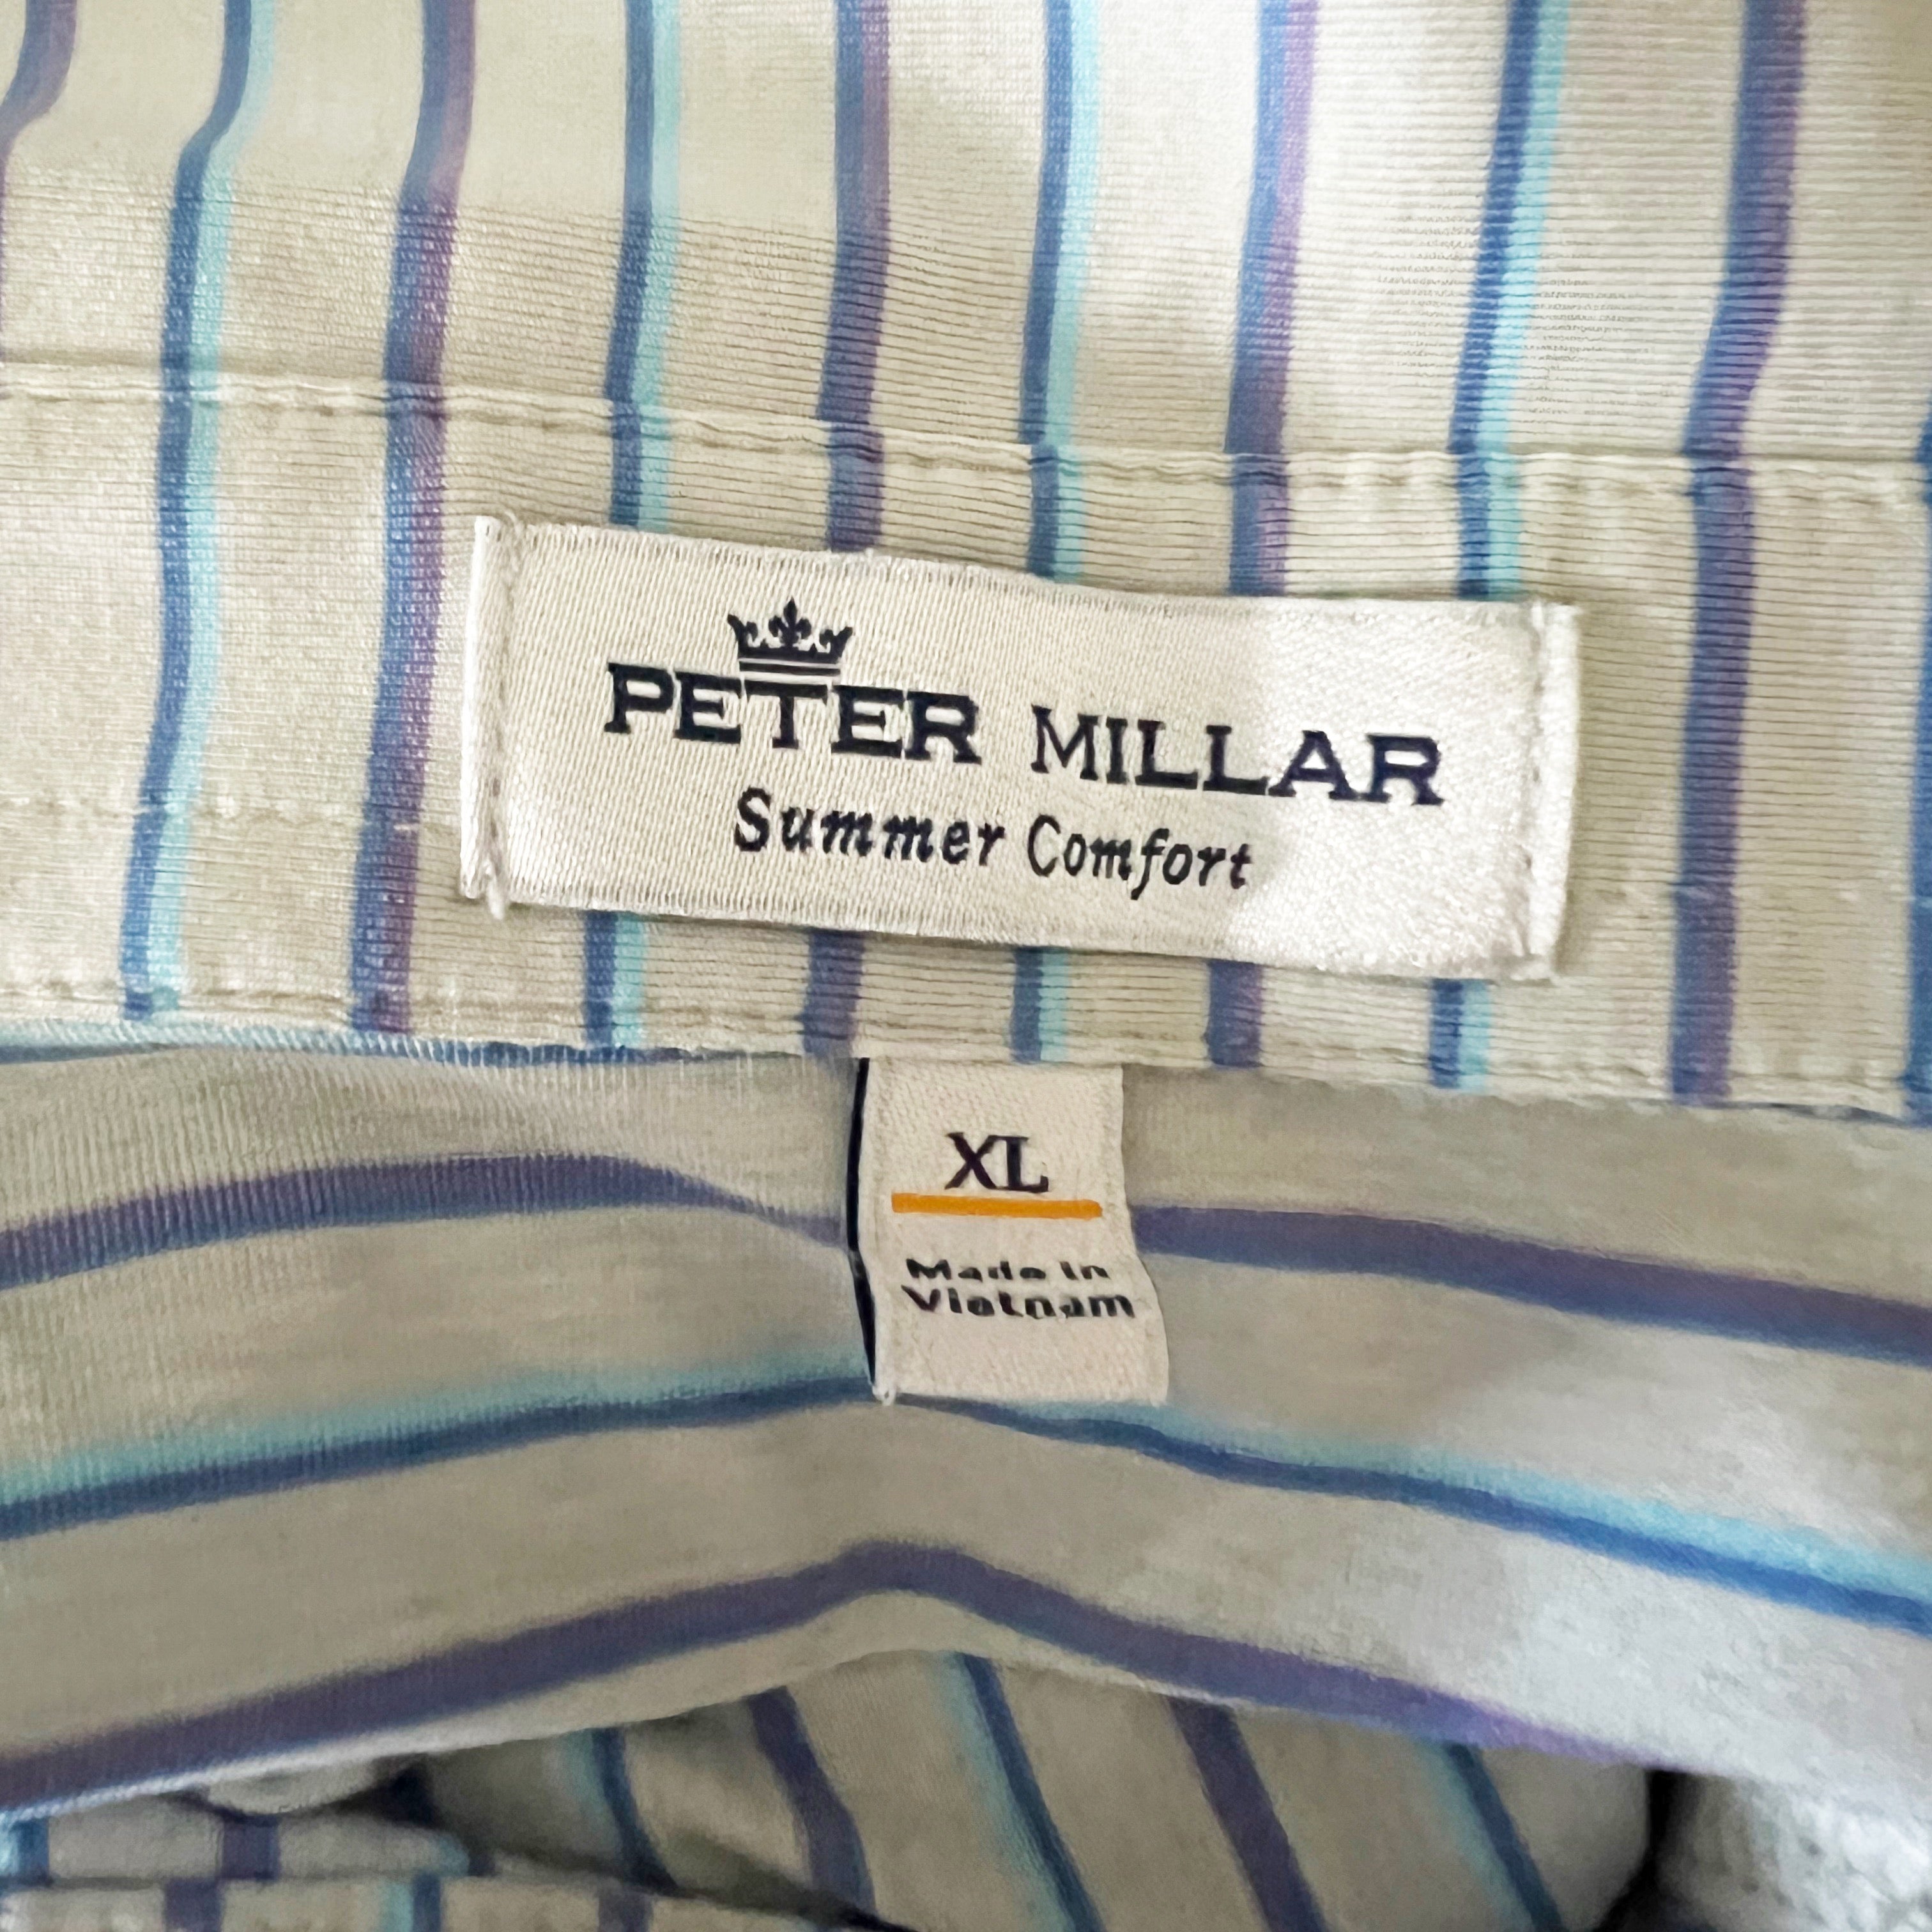 PETER MILLAR
Summer Comfort
XL
Made In
Vietnam